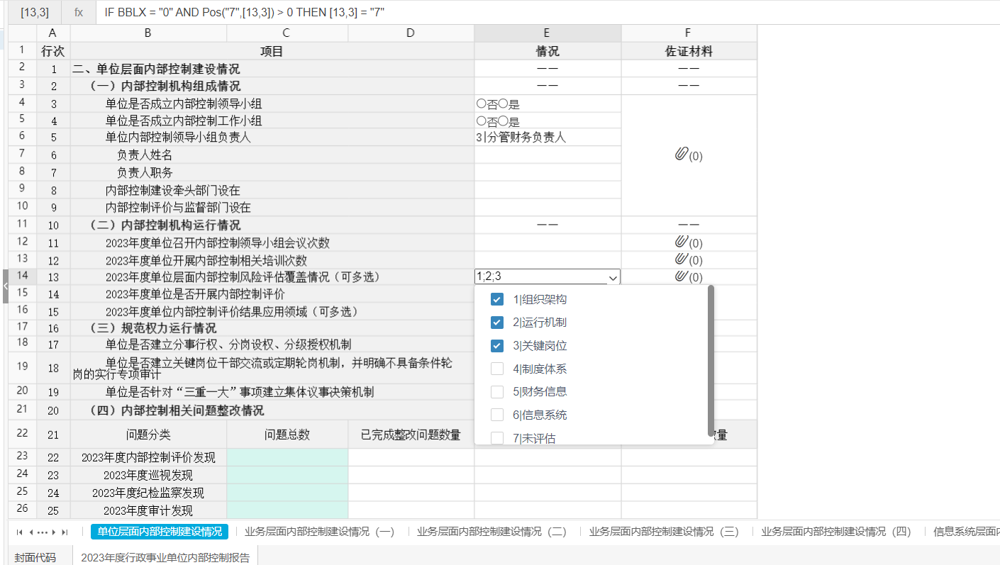 [13,3] fx IF BBLX = "0" AND Pos("7",[13,3]) > 0 THEN [13,3] = "7"
A B C D E F
1 行次 项目 情况 佐证材料
2 1 二、单位层面内部控制建设情况 —— ——
3 2 （一）内部控制机构组成情况 —— ——
4 3 单位是否成立内部控制领导小组 否 是
5 4 单位是否成立内部控制工作小组 否 是
6 5 单位内部控制领导小组负责人 3|分管财务负责人
7 6 负责人姓名 (0)
8 7 负责人职务
9 8 内部控制建设牵头部门设在
10 9 内部控制评价与监督部门设在
11 10 （二）内部控制机构运行情况 —— ——
12 11 2023年度单位召开内部控制领导小组会议次数 (0)
13 12 2023年度单位开展内部控制相关培训次数 (0)
14 13 2023年度单位层面内部控制风险评估覆盖情况（可多选） 1;2;3 (0)
15 14 2023年度单位是否开展内部控制评价 1|组织架构
16 15 2023年度单位内部控制评价结果应用领域（可多选） 2|运行机制
17 16 （三）规范权力运行情况
18 17 单位是否建立分事行权、分岗设权、分级授权机制 3|关键岗位
19 18 单位是否建立关键岗位干部交流或定期轮岗机制，并明确不具备条件轮 4|制度体系
岗的实行专项审计
20 19 单位是否针对“三重一大”事项建立集体议事决策机制 5|财务信息
21 20 （四）内部控制相关问题整改情况 6|信息系统
22 21 问题分类 问题总数 已完成整改问题数量 7|未评估 量
23 22 2023年度内部控制评价发现
24 23 2023年度巡视发现
25 24 2023年度纪检监察发现
26 25 2023年度审计发现
单位层面内部控制建设情况 业务层面内部控制建设情况（一） 业务层面内部控制建设情况（二） 业务层面内部控制建设情况（三） 业务层面内部控制建设情况（四） 信息系统层面内
封面代码 2023年度行政事业单位内部控制报告